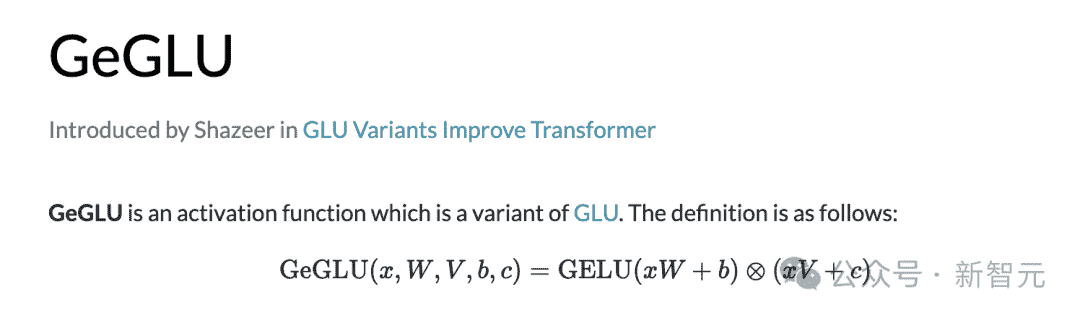 GeGLU
Introduced by Shazeer in GLU Variants Improve Transformer
GeGLU is an activation function which is a variant of GLU. The definition is as follows:
GeGLU(x, W, V, b, c) = GELU(xW + b) ⊗ (xV + c)
公众号 · 新智元